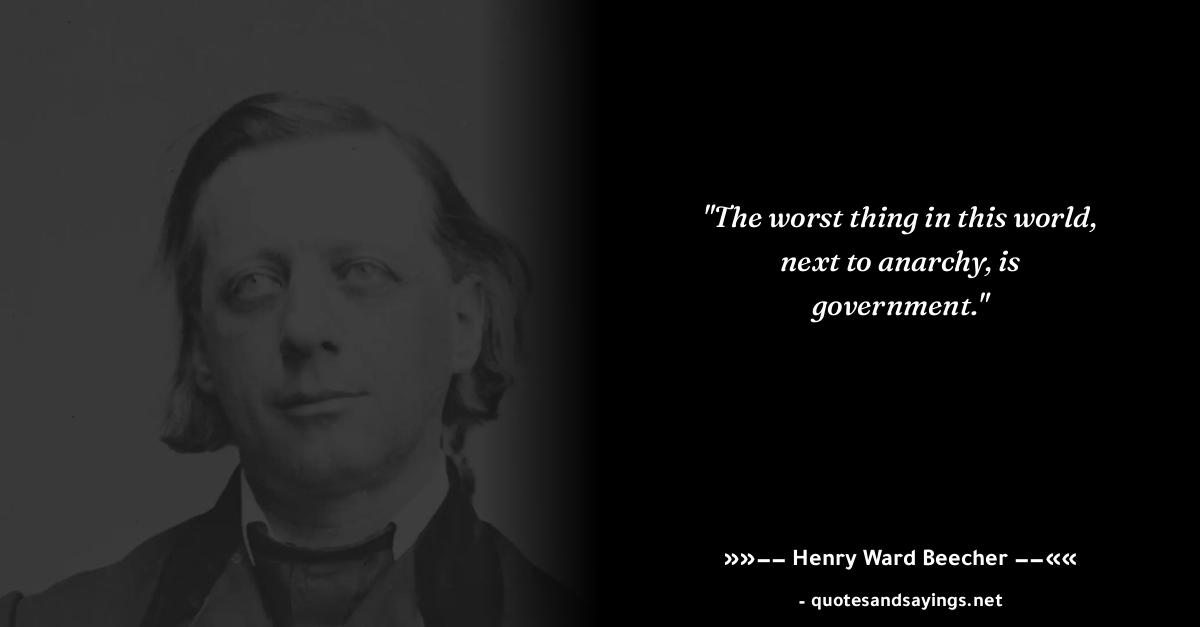 "The worst thing in this world,
next to anarchy, is
government."
»»–– Henry Ward Beecher ––««
- quotesandsayings.net